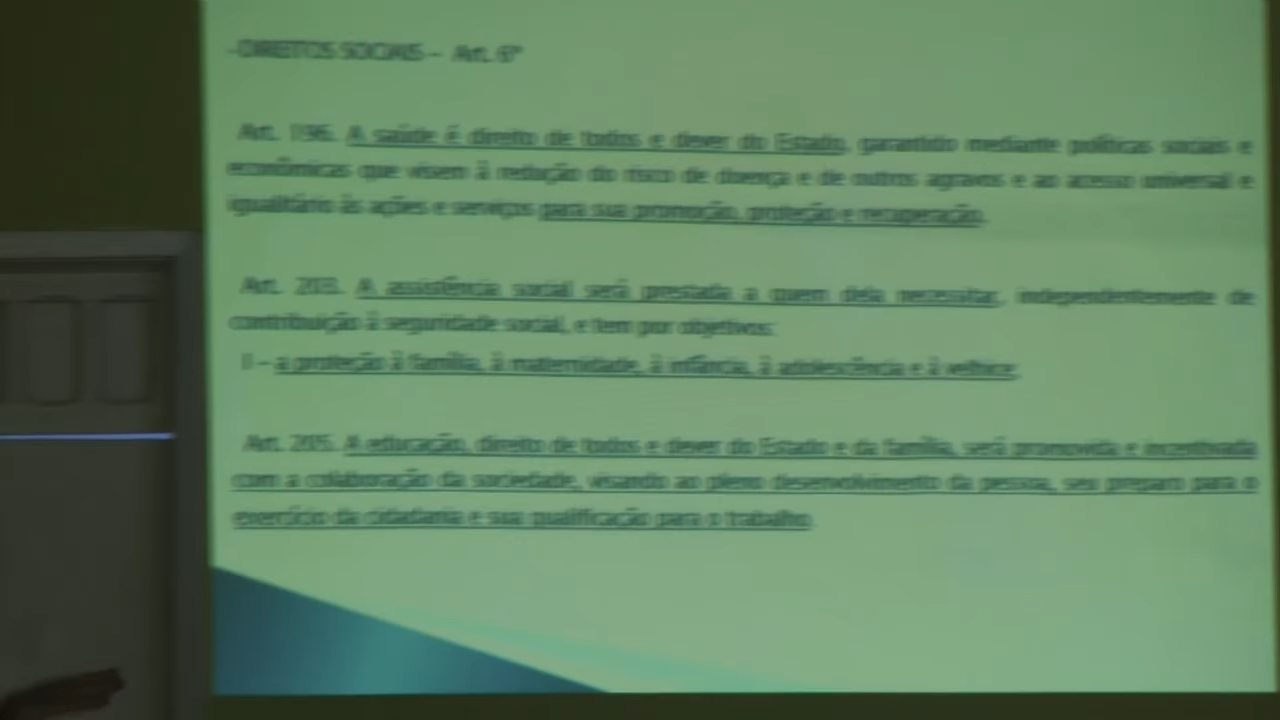 - DIREITOS SOCIAIS – Art. 6º
Art. 196. A saúde é direito de todos e dever do Estado, garantido mediante políticas sociais e
econômicas que visem à redução do risco de doença e de outros agravos e ao acesso universal e
igualitário às ações e serviços para sua promoção, proteção e recuperação.
Art. 203. A assistência social será prestada a quem dela necessitar, independentemente de
contribuição à seguridade social, e tem por objetivos:
I – a proteção à família, à maternidade, à infância, à adolescência e à velhice;
Art. 205. A educação, direito de todos e dever do Estado e da família, será promovida e incentivada
com a colaboração da sociedade, visando ao pleno desenvolvimento da pessoa, seu preparo para o
exercício da cidadania e sua qualificação para o trabalho.